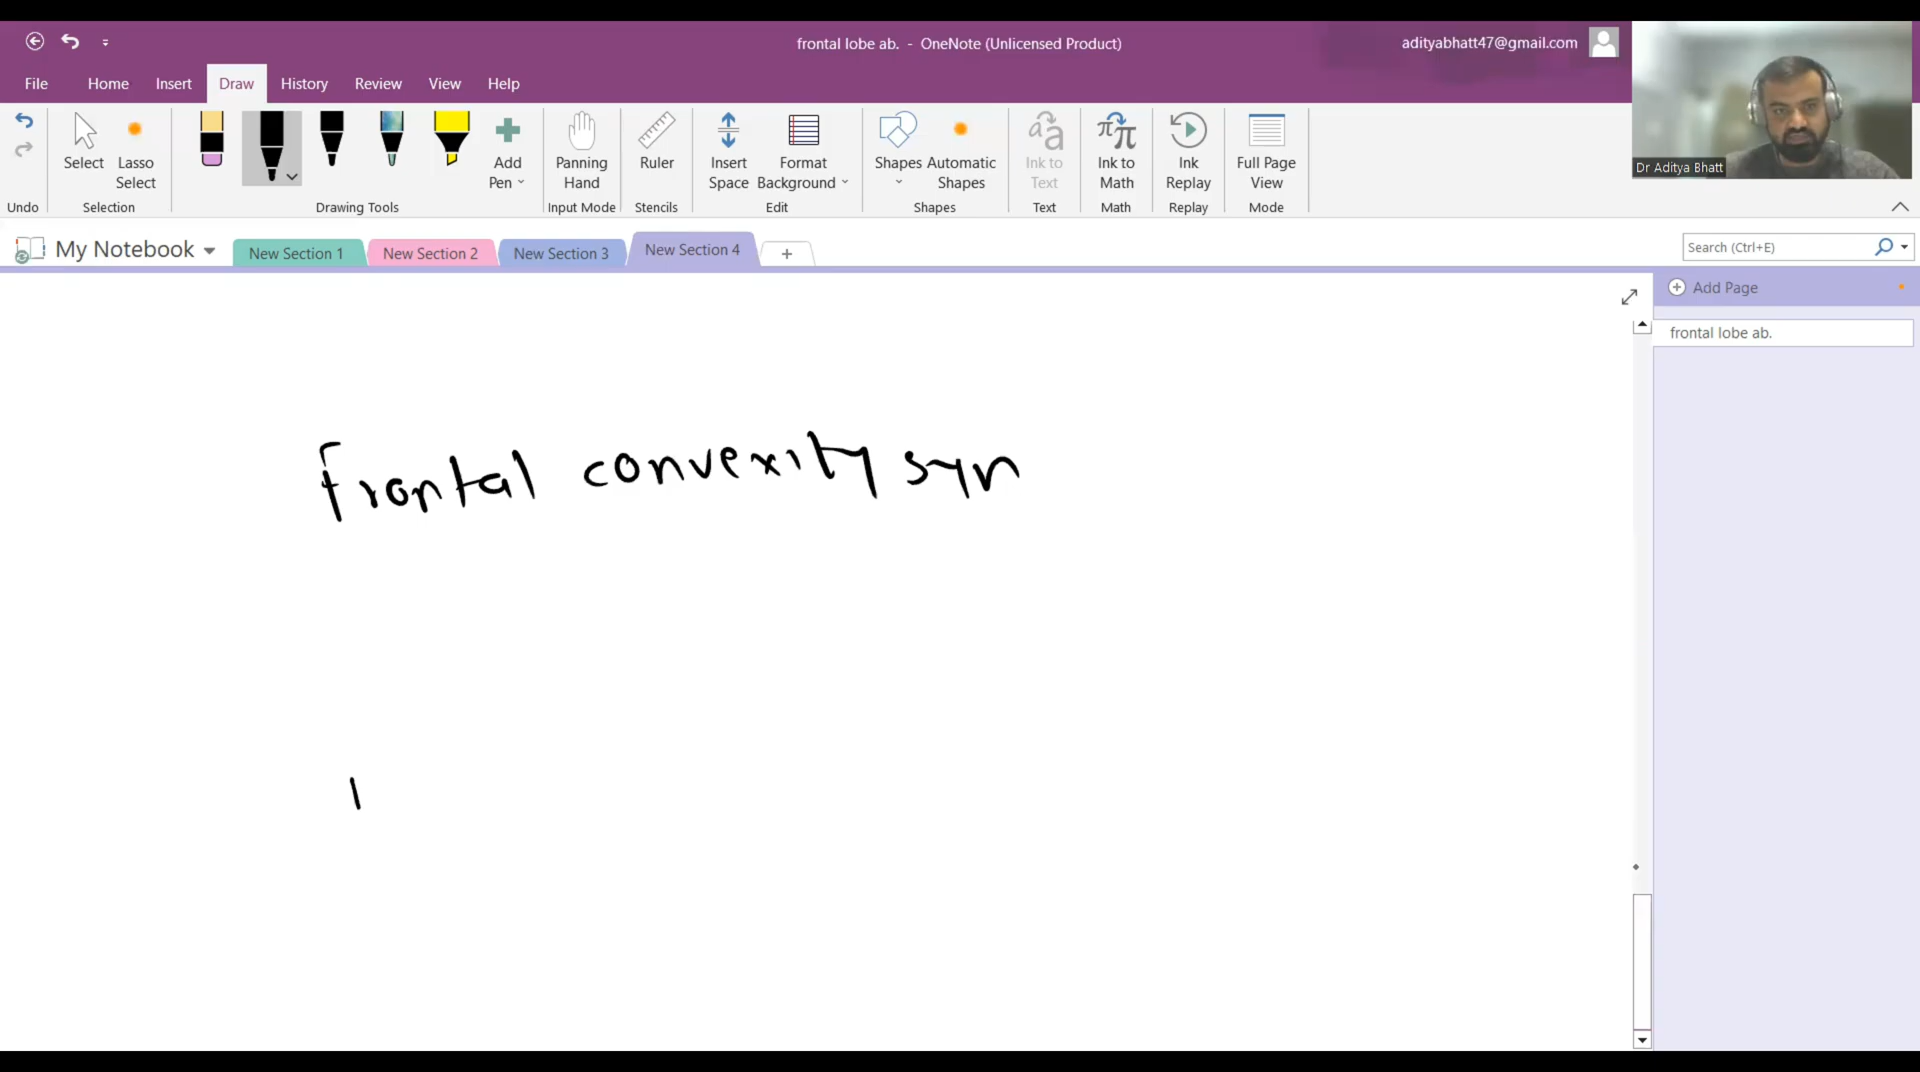 frontal lobe ab. - OneNote (Unlicensed Product)
adityabhatt47@gmail.com
File Home Insert Draw History Review View Help
Select
Lasso Select
Add Pen
Panning Hand
Ruler
Insert Space
Format Background
Shapes
Automatic Shapes
Ink to Text
Ink to Math
Ink Replay
Full Page View
Dr Aditya Bhatt
Undo Selection Drawing Tools Input Mode Stencils Edit Shapes Text Math Replay Mode
My Notebook New Section 1 New Section 2 New Section 3 New Section 4
Search (Ctrl+E)
Add Page
frontal lobe ab.
Frontal convexity syn